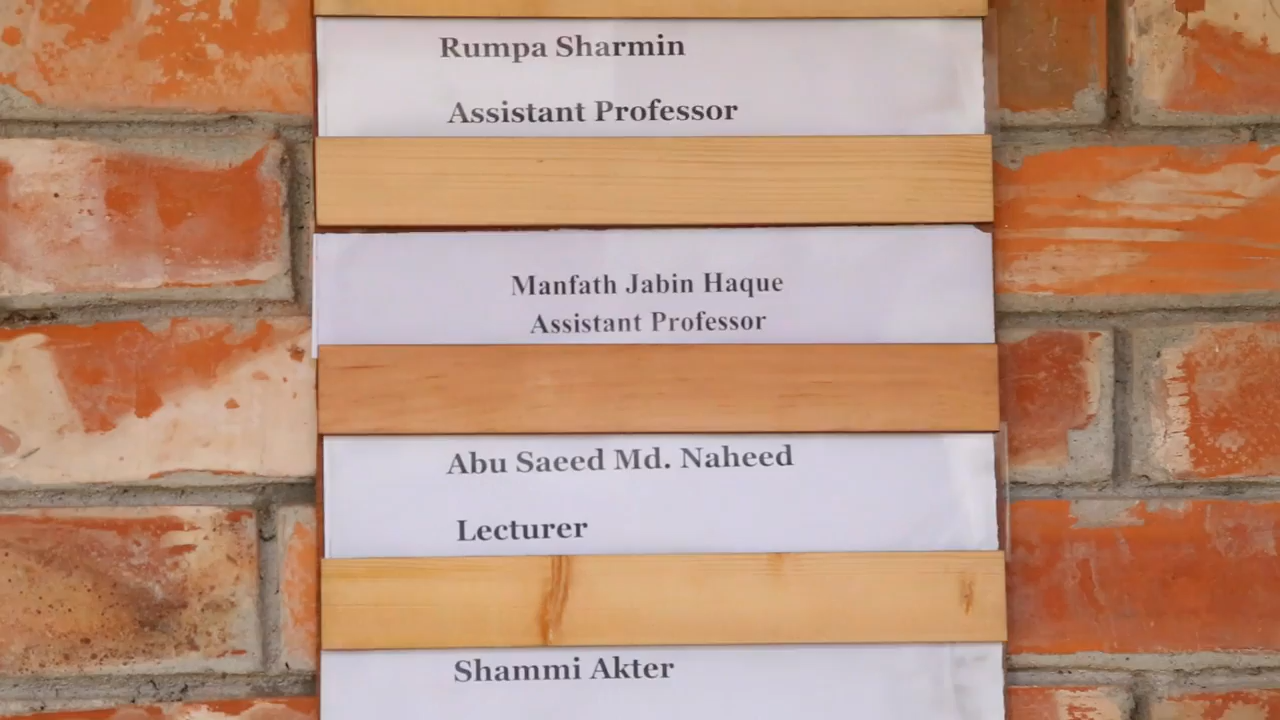 Rumpa Sharmin
Assistant Professor
Manfath Jabin Haque
Assistant Professor
Abu Saeed Md. Naheed
Lecturer
Shammi Akter